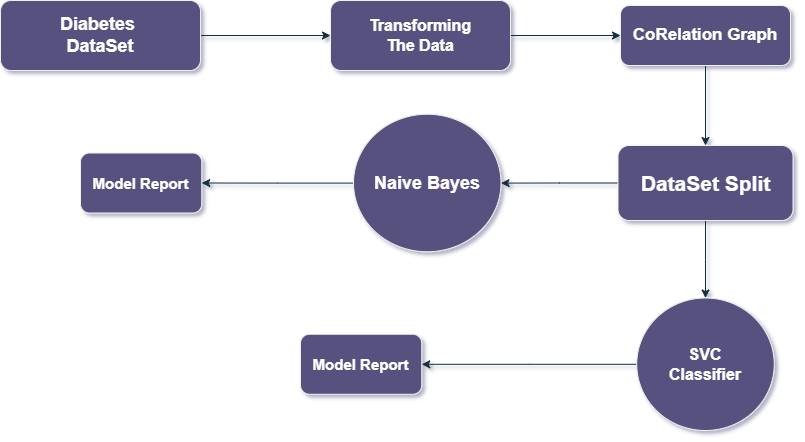 Diabetes
DataSet
Transforming
The Data
CoRelation Graph
Model Report
Naive Bayes
DataSet Split
Model Report
SVC
Classifier